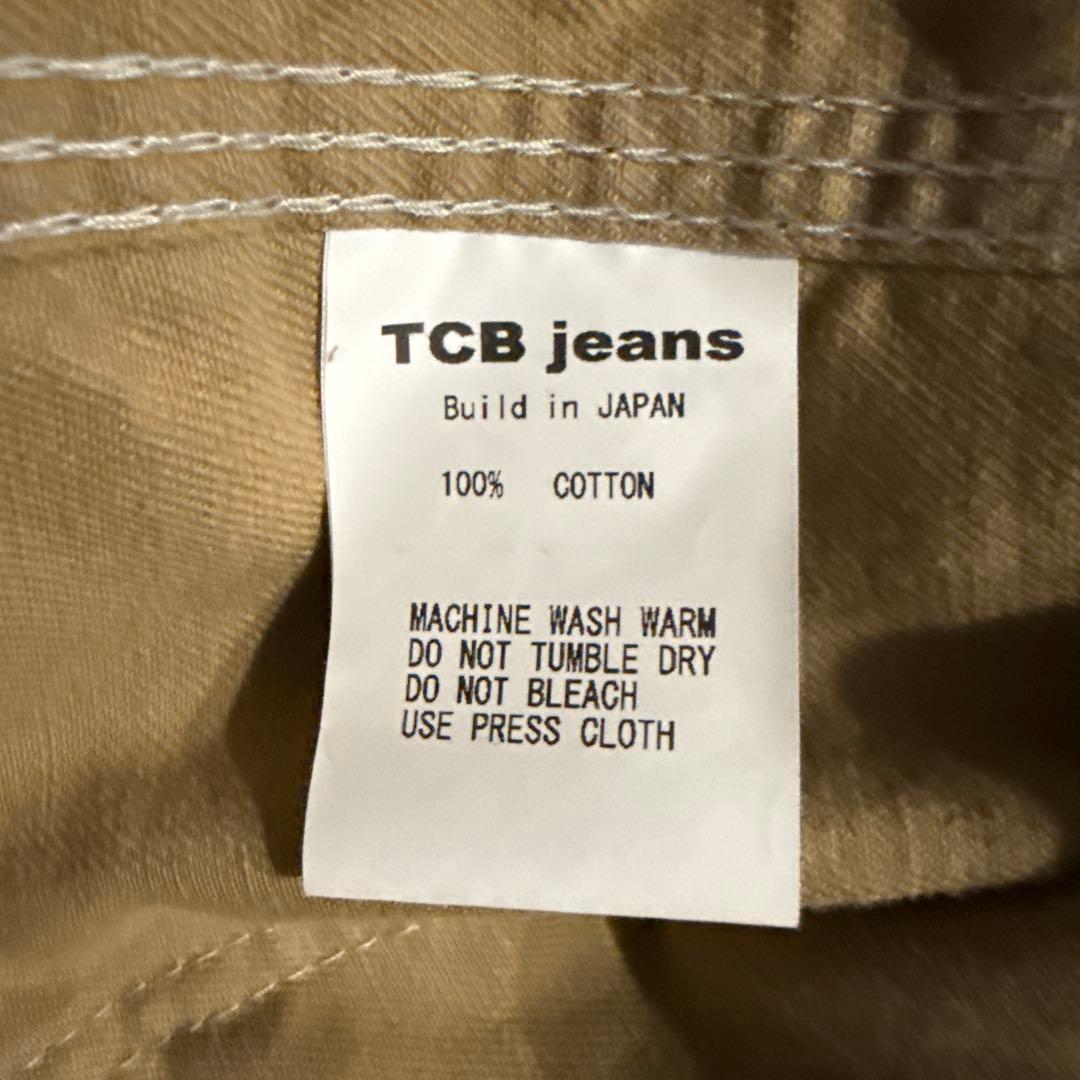 TCB jeans
Build in JAPAN
100% COTTON
MACHINE WASH WARM
DO NOT TUMBLE DRY
DO NOT BLEACH
USE PRESS CLOTH